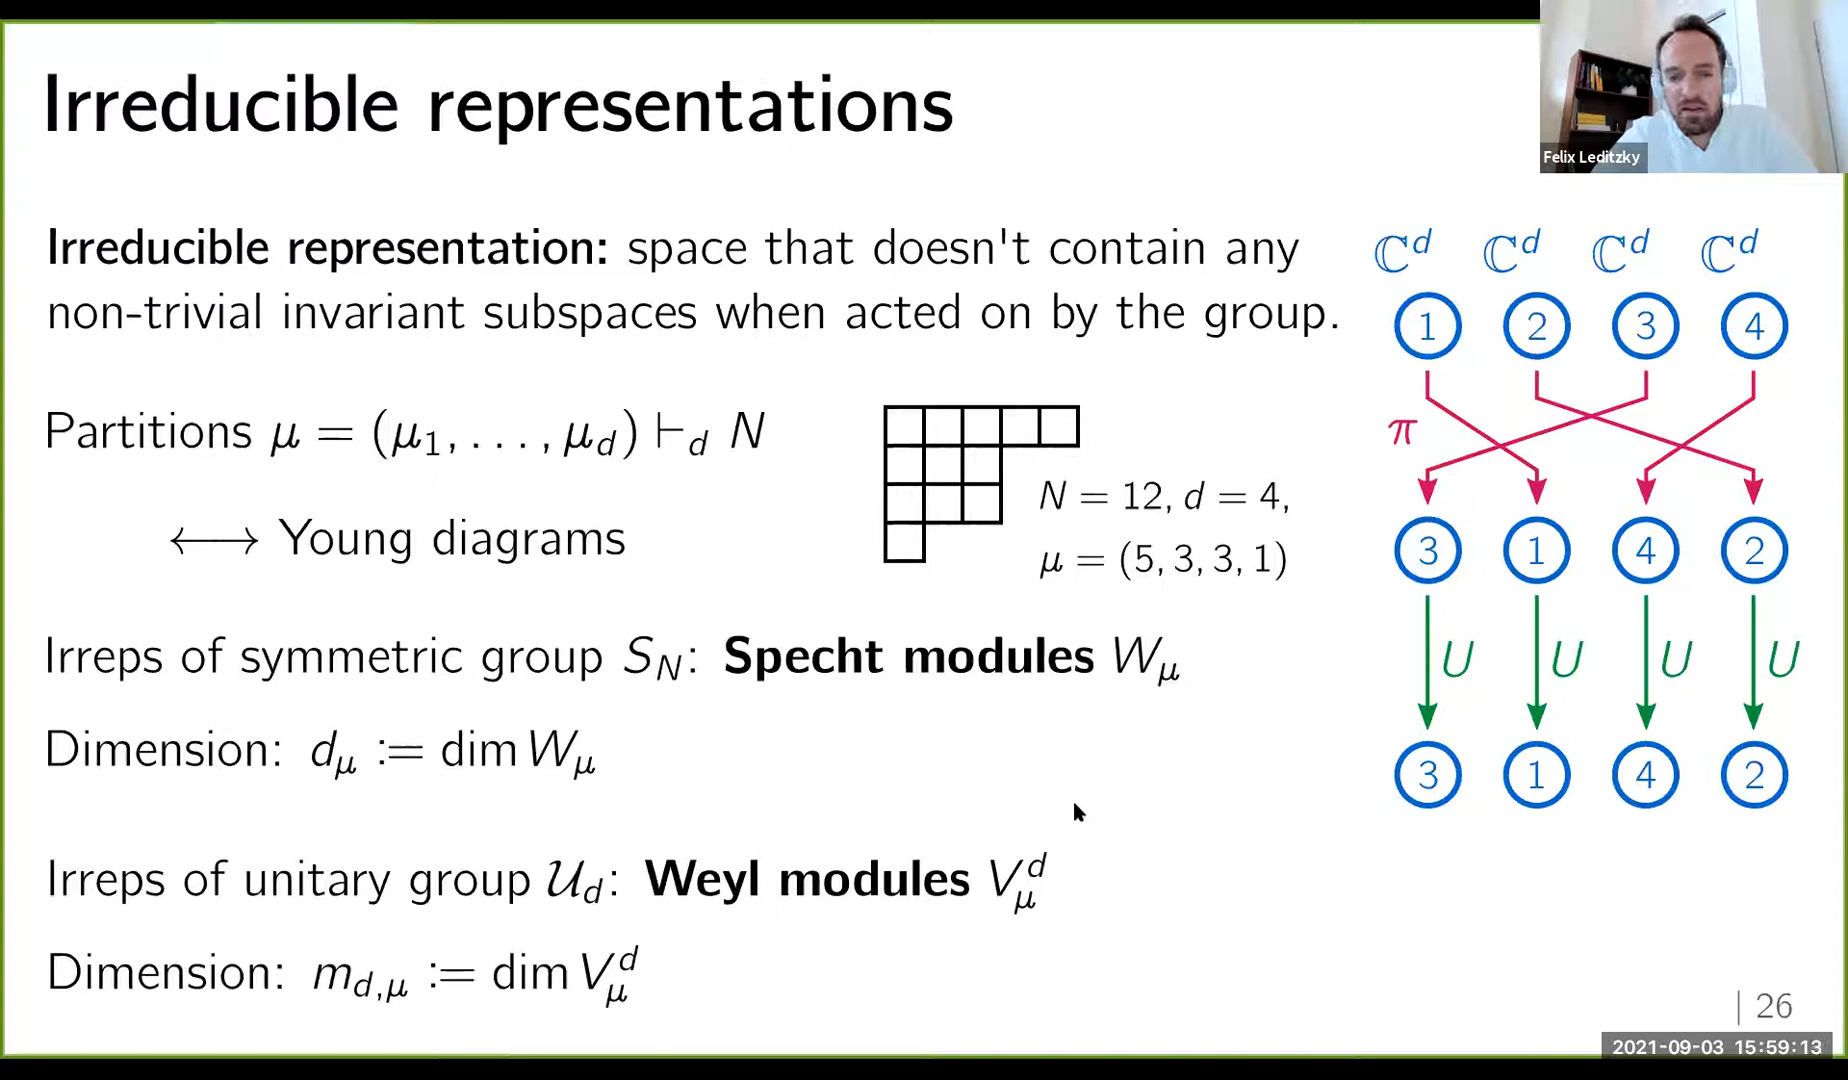 Irreducible representations
Felix Leditzky
Irreducible representation: space that doesn't contain any
non-trivial invariant subspaces when acted on by the group.
Partitions μ = (μ₁, . . . , μ_d) ⊢_d N
⟷ Young diagrams
N = 12, d = 4,
μ = (5, 3, 3, 1)
Irreps of symmetric group S_N: Specht modules W_μ
Dimension: d_μ := dim W_μ
Irreps of unitary group 𝒰_d: Weyl modules V_μ^d
Dimension: m_{d,μ} := dim V_μ^d
ℂ^d ℂ^d ℂ^d ℂ^d
1 2 3 4
π
3 1 4 2
U U U U
3 1 4 2
| 26
2021-09-03 15:59:13